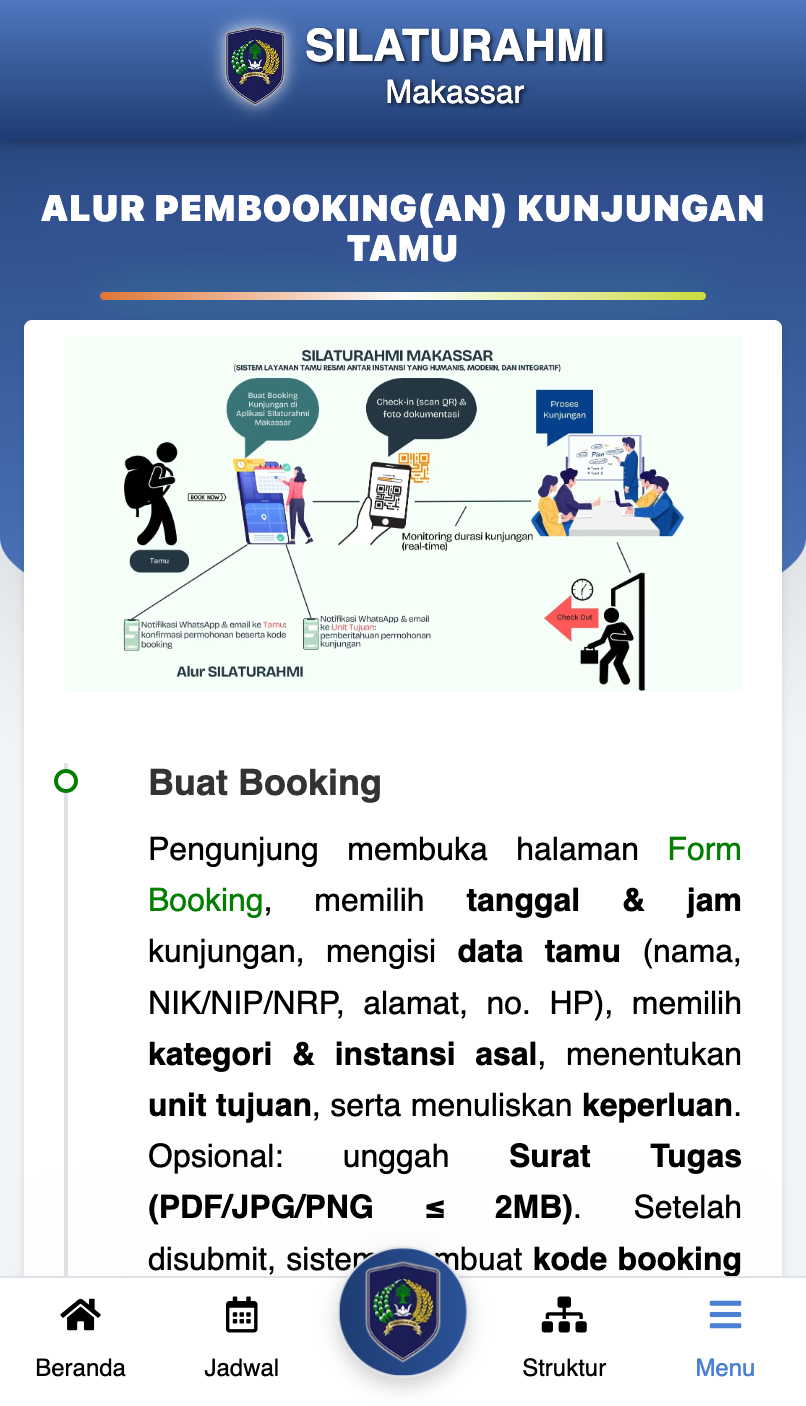 SILATURAHMI
Makassar
ALUR PEMBOOKING(AN) KUNJUNGAN
TAMU
SILATURAHMI MAKASSAR
(SISTEM LAYANAN TAMU RESMI ANTAR INSTANSI YANG HUMANIS, MODERN, DAN INTEGRATIF)
Buat Booking
Kunjungan di
Aplikasi Silaturahmi
Makassar
Check-in (scan QR) &
foto dokumentasi
Proses
Kunjungan
Plan
BOOK NOW
Monitoring durasi kunjungan
(real-time)
Tamu
Notifikasi WhatsApp & email ke Tamu:
konfirmasi permohonan beserta kode
booking
Notifikasi WhatsApp & email
ke Unit Tujuan:
pemberitahuan permohonan
kunjungan
Check Out
Alur SILATURAHMI
Buat Booking
Pengunjung membuka halaman Form
Booking, memilih tanggal & jam
kunjungan, mengisi data tamu (nama,
NIK/NIP/NRP, alamat, no. HP), memilih
kategori & instansi asal, menentukan
unit tujuan, serta menuliskan keperluan.
Opsional: unggah Surat Tugas
(PDF/JPG/PNG ≤ 2MB). Setelah
disubmit, sistem mbuat kode booking
Beranda
Jadwal
Struktur
Menu